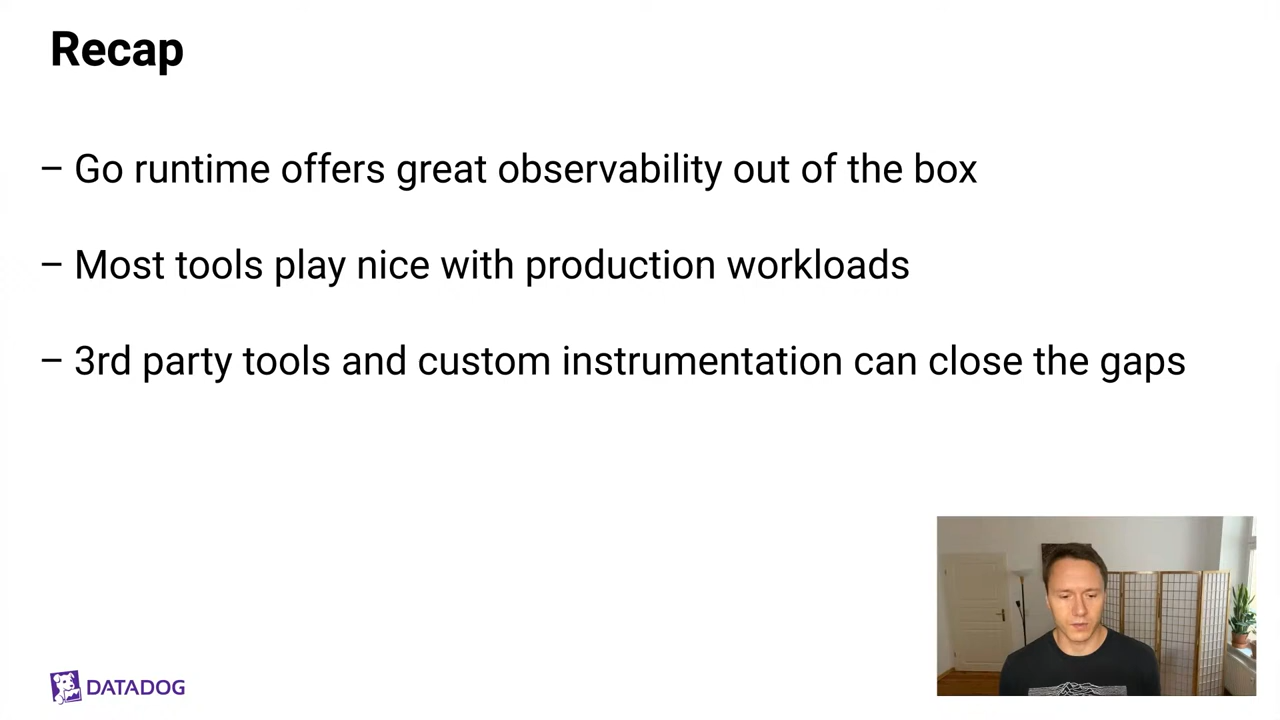 Recap
– Go runtime offers great observability out of the box
– Most tools play nice with production workloads
– 3rd party tools and custom instrumentation can close the gaps
DATADOG